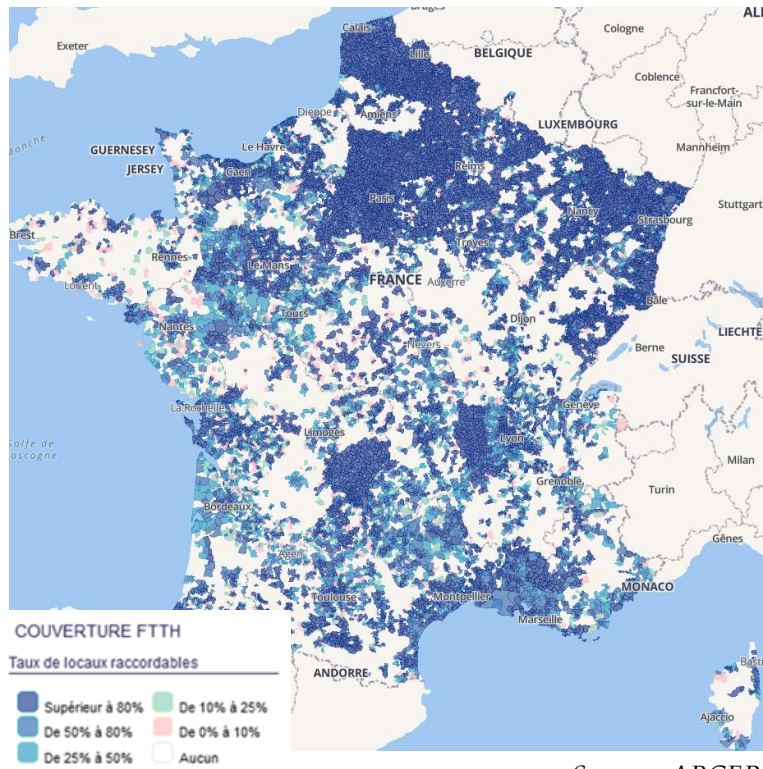 Bruges
Calais
Cologne
ALL
Exeter
Lille
BELGIQUE
Coblence
Francfort-
sur-le-Main
Dieppe
Amiens
LUXEMBOURG
Manche
GUERNESEY
Le Havre
Mannheim
JERSEY
Caen
Reims
Paris
Stuttgart
Nancy
Strasbourg
Brest
Troyes
Rennes
Le Mans
Lorient
FRANCE
Auxerre
Bâle
Tours
Nantes
Dijon
LIECHTE
Berne
SUISSE
Nevers
La Rochelle
Genève
Golfe de
Gascogne
Limoges
Lyon
Milan
Grenoble
Turin
Bordeaux
Gênes
Agen
MONACO
Toulouse
Montpellier
Marseille
COUVERTURE FTTH
Taux de locaux raccordables
ANDORRE
Basti
Supérieur à 80% De 10% à 25%
De 50% à 80% De 0% à 10%
Ajaccio
De 25% à 50% Aucun
ARCEP